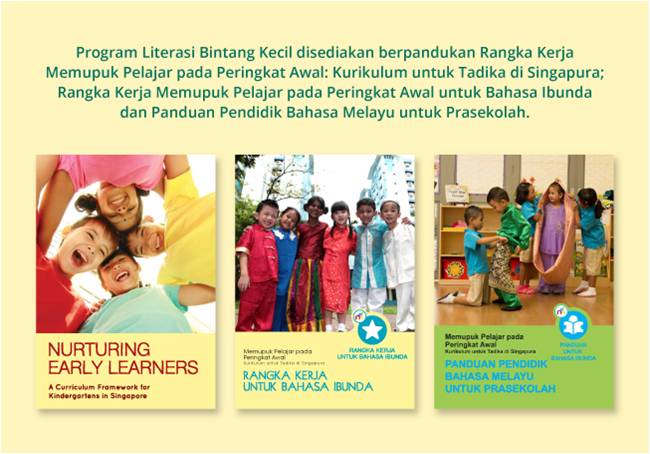 Program Literasi Bintang Kecil disediakan berpandukan Rangka Kerja
Memupuk Pelajar pada Peringkat Awal: Kurikulum untuk Tadika di Singapura;
Rangka Kerja Memupuk Pelajar pada Peringkat Awal untuk Bahasa Ibunda
dan Panduan Pendidik Bahasa Melayu untuk Prasekolah.
NURTURING
EARLY LEARNERS
A Curriculum Framework for
Kindergartens in Singapore
RANGKA KERJA
UNTUK BAHASA IBUNDA
Memupuk Pelajar pada
Peringkat Awal
Kurikulum untuk Tadika di Singapura
RANGKA KERJA
UNTUK BAHASA IBUNDA
PANDUAN
UNTUK
BAHASA IBUNDA
Memupuk Pelajar pada
Peringkat Awal
Kurikulum untuk Tadika di Singapura
PANDUAN PENDIDIK
BAHASA MELAYU
UNTUK PRASEKOLAH